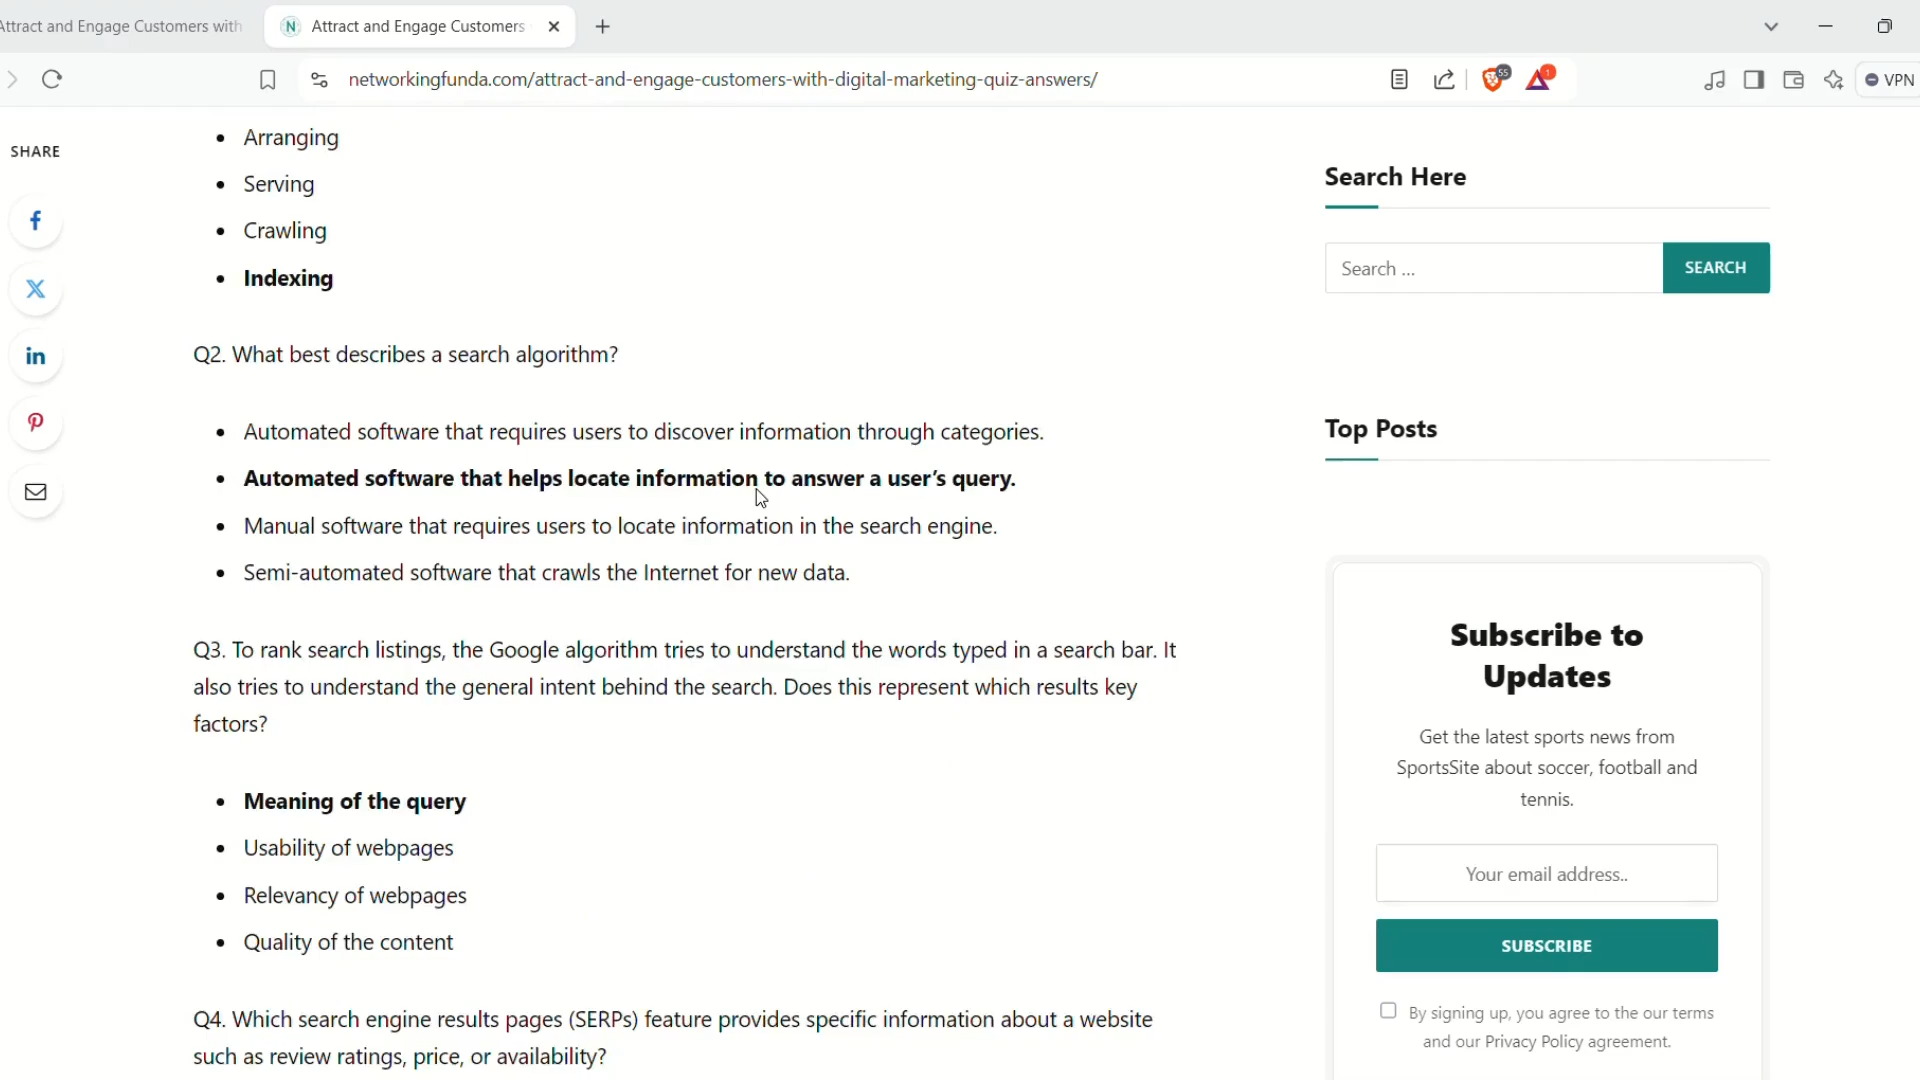 Attract and Engage Customers with
Attract and Engage Customers
networkingfunda.com/attract-and-engage-customers-with-digital-marketing-quiz-answers/
55
1
VPN
SHARE
Arranging
Serving
Crawling
Indexing
Q2. What best describes a search algorithm?
Automated software that requires users to discover information through categories.
Automated software that helps locate information to answer a user’s query.
Manual software that requires users to locate information in the search engine.
Semi-automated software that crawls the Internet for new data.
Q3. To rank search listings, the Google algorithm tries to understand the words typed in a search bar. It
also tries to understand the general intent behind the search. Does this represent which results key
factors?
Meaning of the query
Usability of webpages
Relevancy of webpages
Quality of the content
Q4. Which search engine results pages (SERPs) feature provides specific information about a website
such as review ratings, price, or availability?
Search Here
Search ...
SEARCH
Top Posts
Subscribe to
Updates
Get the latest sports news from
SportsSite about soccer, football and
tennis.
Your email address..
SUBSCRIBE
By signing up, you agree to the our terms
and our Privacy Policy agreement.